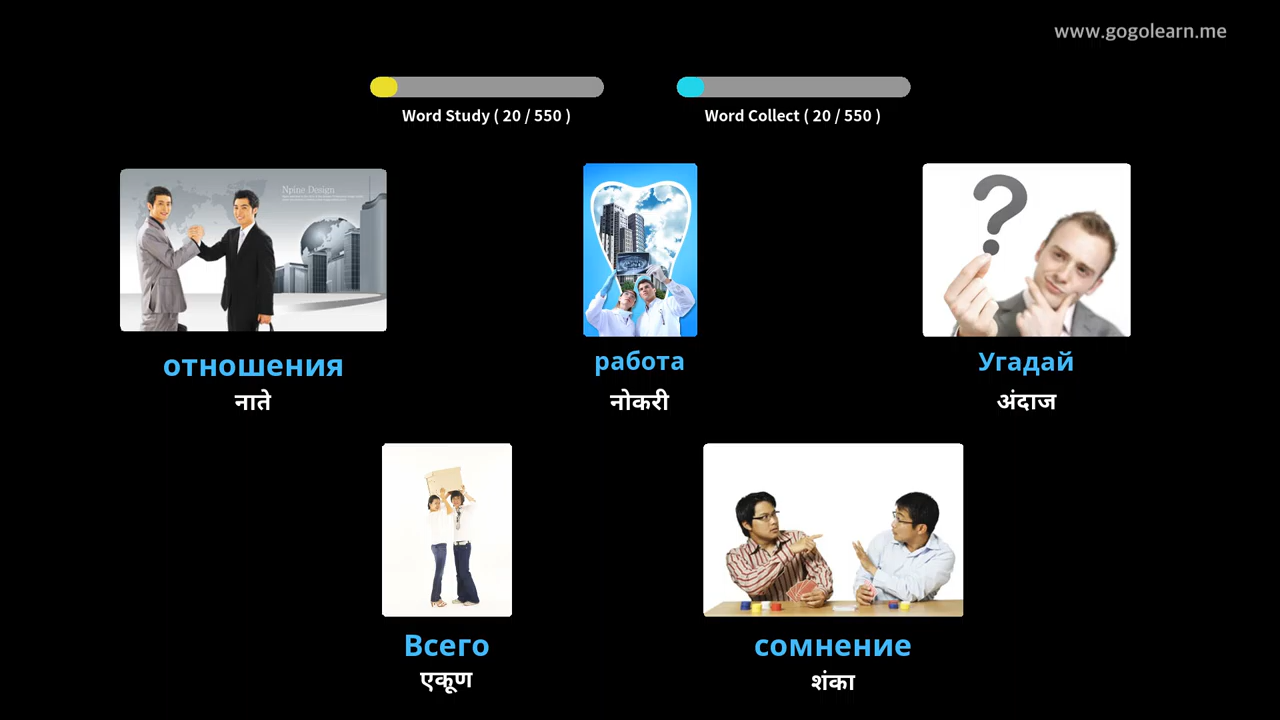 www.gogolearn.me
Word Study ( 20 / 550 )
Word Collect ( 20 / 550 )
Npine Design
отношения
नाते
работа
नोकरी
Угадай
अंदाज
Всего
एकूण
сомнение
शंका